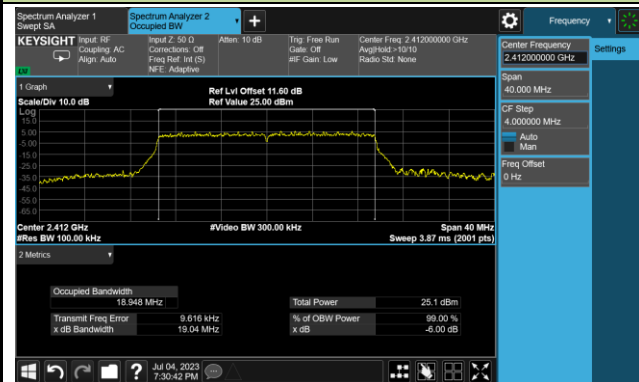 Spectrum Analyzer 1
Swept SA
Spectrum Analyzer 2
Occupied BW
Frequency
KEYSIGHT
Input: RF
Coupling: AC
Align: Auto
Input Z: 50 Ω
Corrections: Off
Freq Ref: Int (S)
NFE: Adaptive
Atten: 10 dB
Trig: Free Run
Gate: Off
#IF Gain: Low
Center Freq: 2.412000000 GHz
Avg|Hold:>10/10
Radio Std: None
Center Frequency
2.412000000 GHz
Settings
Span
40.000 MHz
CF Step
4.000000 MHz
Auto
Man
Freq Offset
0 Hz
1 Graph
Ref Lvl Offset 11.60 dB
Scale/Div 10.0 dB
Ref Value 25.00 dBm
Log
15.0
5.00
-5.00
-15.0
-25.0
-35.0
-45.0
-55.0
-65.0
Center 2.412 GHz
#Video BW 300.00 kHz
Span 40 MHz
#Res BW 100.00 kHz
Sweep 3.87 ms (2001 pts)
2 Metrics
Occupied Bandwidth
18.948 MHz
Total Power
25.1 dBm
Transmit Freq Error
9.616 kHz
% of OBW Power
99.00 %
x dB Bandwidth
19.04 MHz
x dB
-6.00 dB
Jul 04, 2023
7:30:42 PM